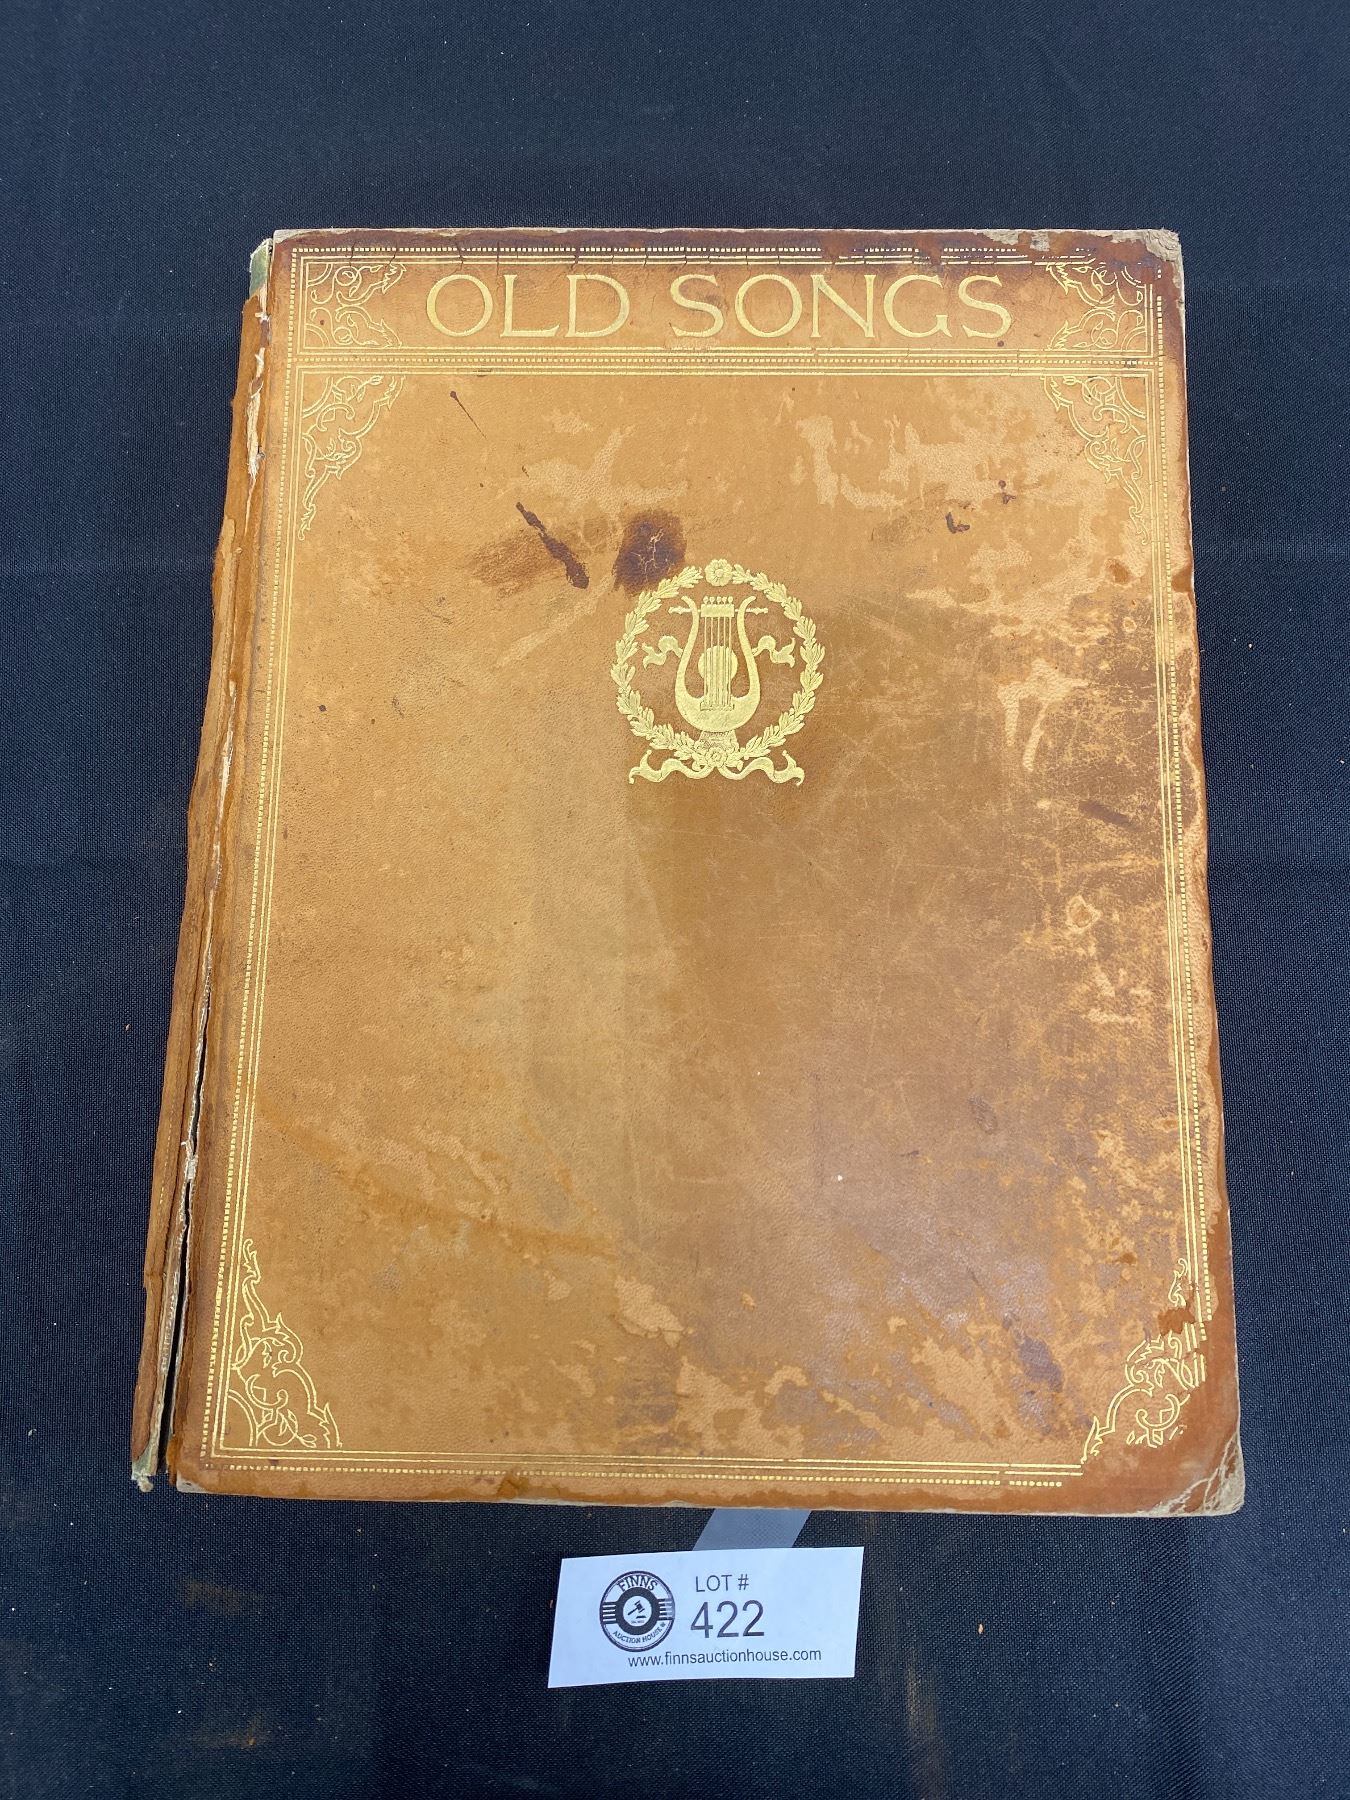 OLD SONGS
FINNS
AUCTION HOUSE
LOT #
422
www.finnsauctionhouse.com